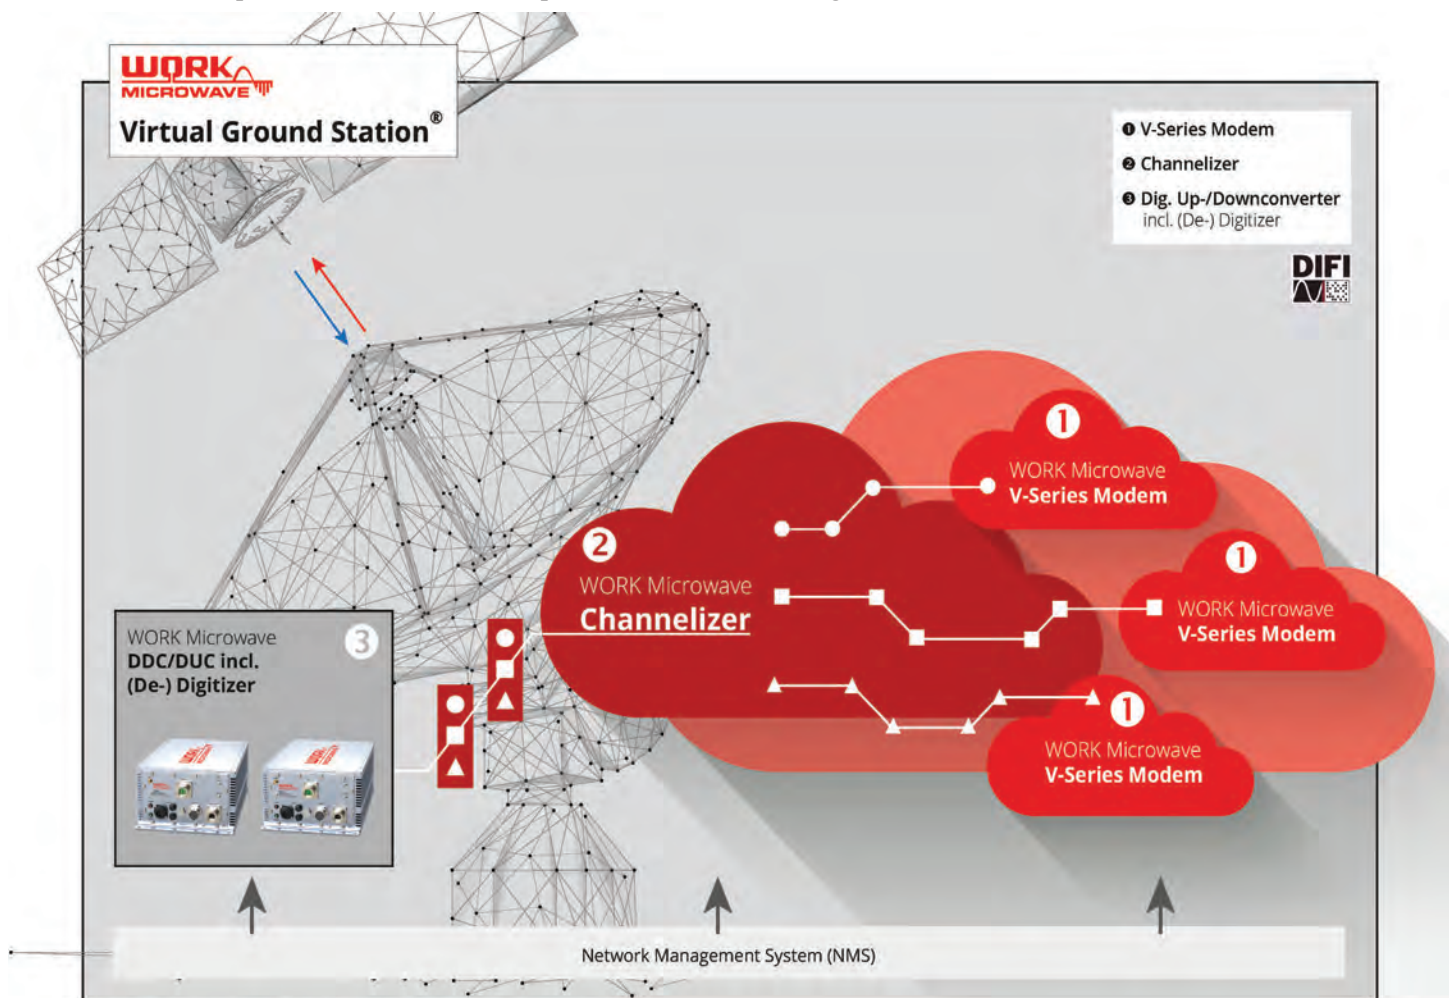 WORK
MICROWAVE
Virtual Ground Station®
❶ V-Series Modem
❷ Channelizer
❸ Dig. Up-/Downconverter
incl. (De-) Digitizer
DIFI
1
WORK Microwave
V-Series Modem
2
WORK Microwave
Channelizer
1
WORK Microwave
V-Series Modem
3
WORK Microwave
DDC/DUC incl.
(De-) Digitizer
1
WORK Microwave
V-Series Modem
Network Management System (NMS)